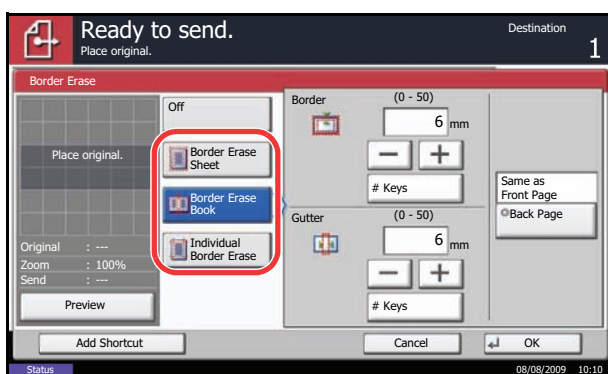 Ready to send.
Place original.
Destination
1
Border Erase
Place original.
Original : ---
Zoom : 100%
Send : ---
Preview
Off
Border Erase
Sheet
Border Erase
Book
Individual
Border Erase
Border
(0 - 50)
6 mm
# Keys
Gutter
(0 - 50)
6 mm
# Keys
Same as
Front Page
Back Page
Add Shortcut
Cancel
OK
Status
08/08/2009 10:10